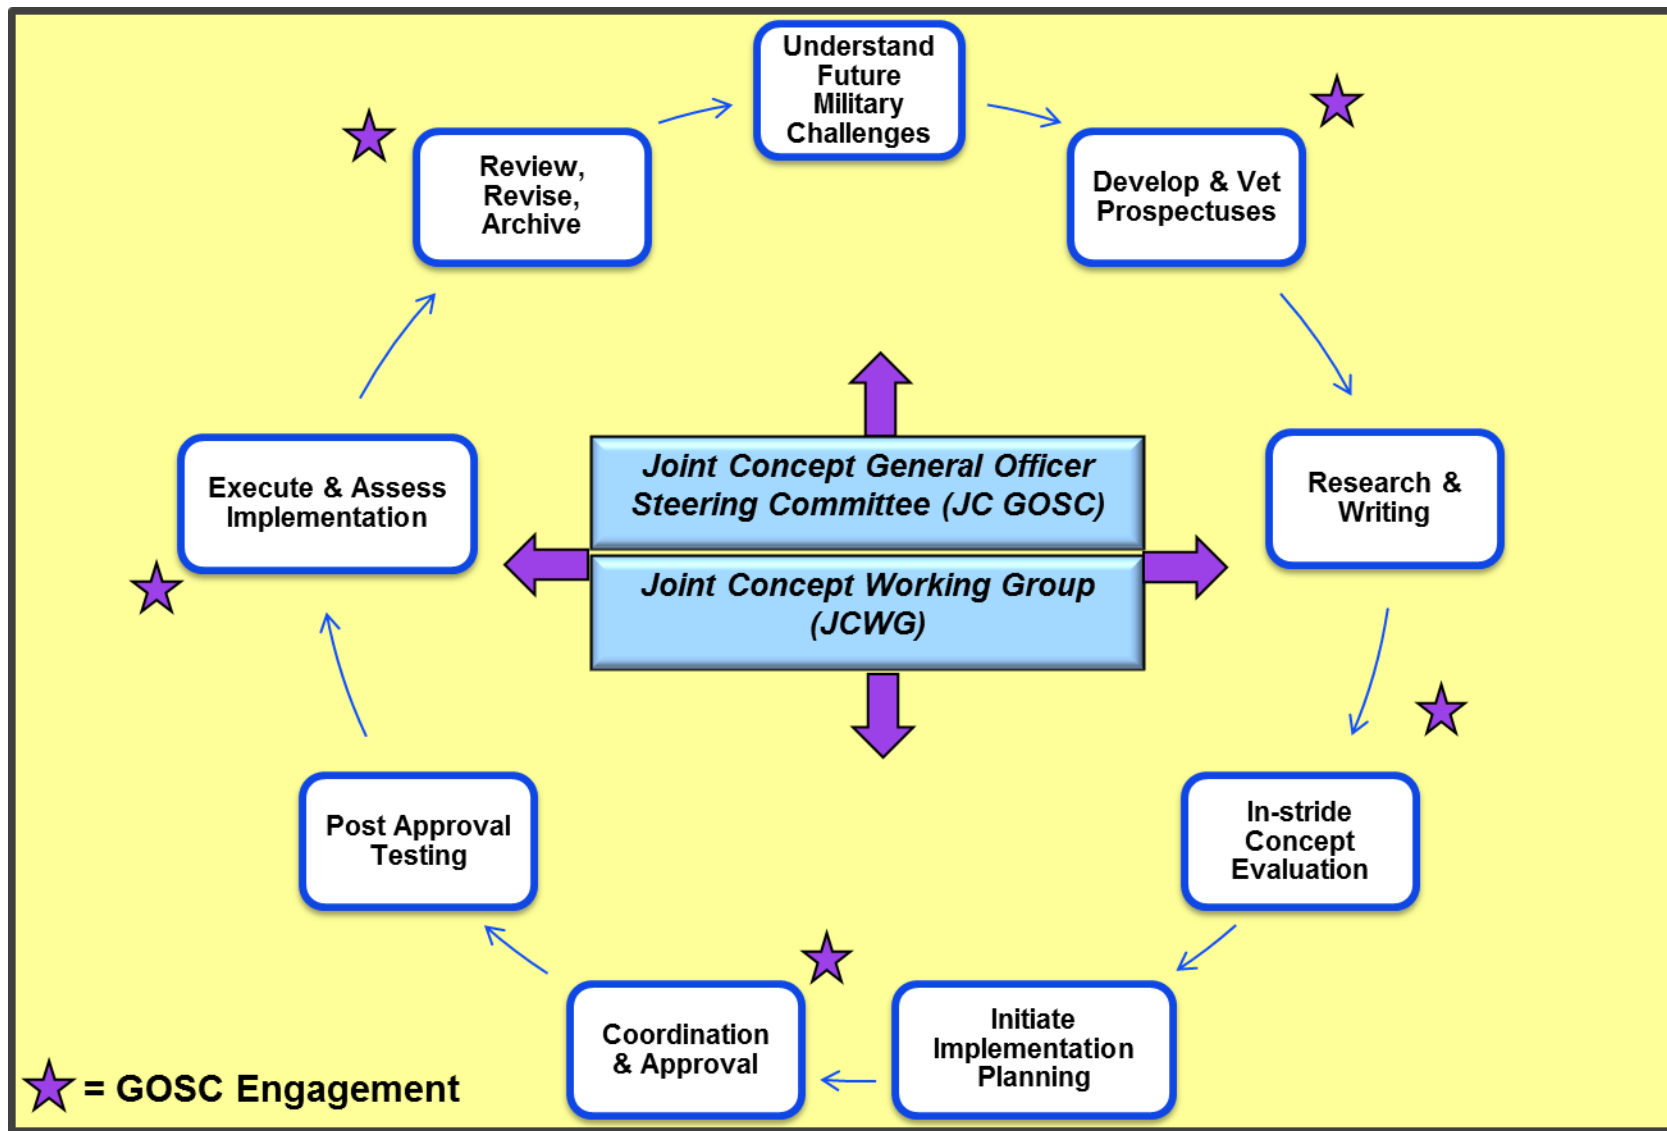 Understand
Future
Military
Challenges
Develop & Vet
Prospectuses
Research &
Writing
In-stride
Concept
Evaluation
Initiate
Implementation
Planning
Coordination
& Approval
Post Approval
Testing
Execute & Assess
Implementation
Review,
Revise,
Archive
Joint Concept General Officer
Steering Committee (JC GOSC)
Joint Concept Working Group
(JCWG)
= GOSC Engagement